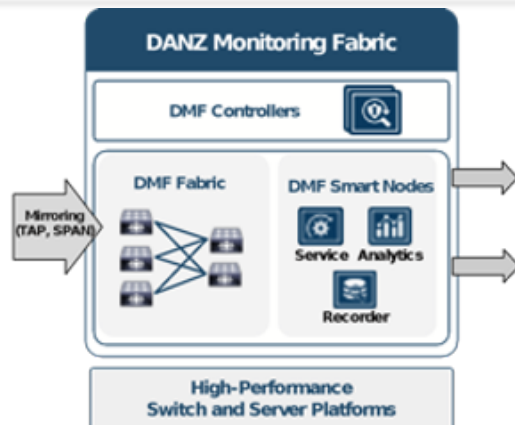 DANZ Monitoring Fabric
DMF Controllers
Mirroring
(TAP, SPAN)
DMF Fabric
DMF Smart Nodes
Service Analytics
Recorder
High-Performance
Switch and Server Platforms